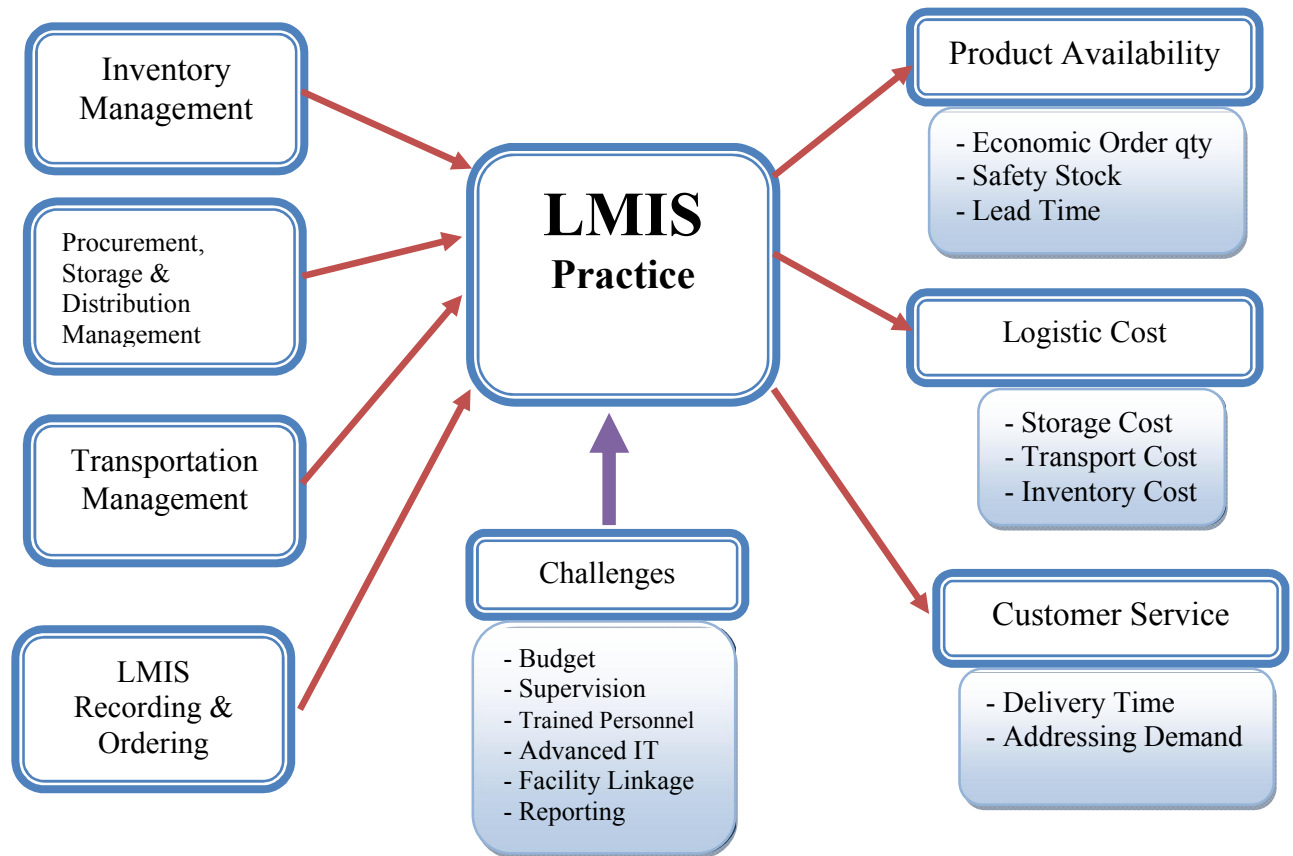 Inventory
Management
Procurement,
Storage &
Distribution
Management
Transportation
Management
LMIS
Recording &
Ordering
LMIS
Practice
Challenges
- Budget
- Supervision
- Trained Personnel
- Advanced IT
- Facility Linkage
- Reporting
Product Availability
- Economic Order qty
- Safety Stock
- Lead Time
Logistic Cost
- Storage Cost
- Transport Cost
- Inventory Cost
Customer Service
- Delivery Time
- Addressing Demand